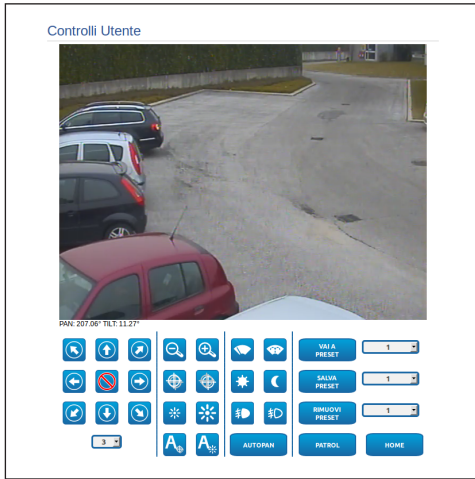 Controlli Utente
PAN: 207.06° TILT: 11.27°
VAI A
PRESET
1
SALVA
PRESET
1
RIMUOVI
PRESET
1
3
A
A
AUTOPAN
PATROL
HOME